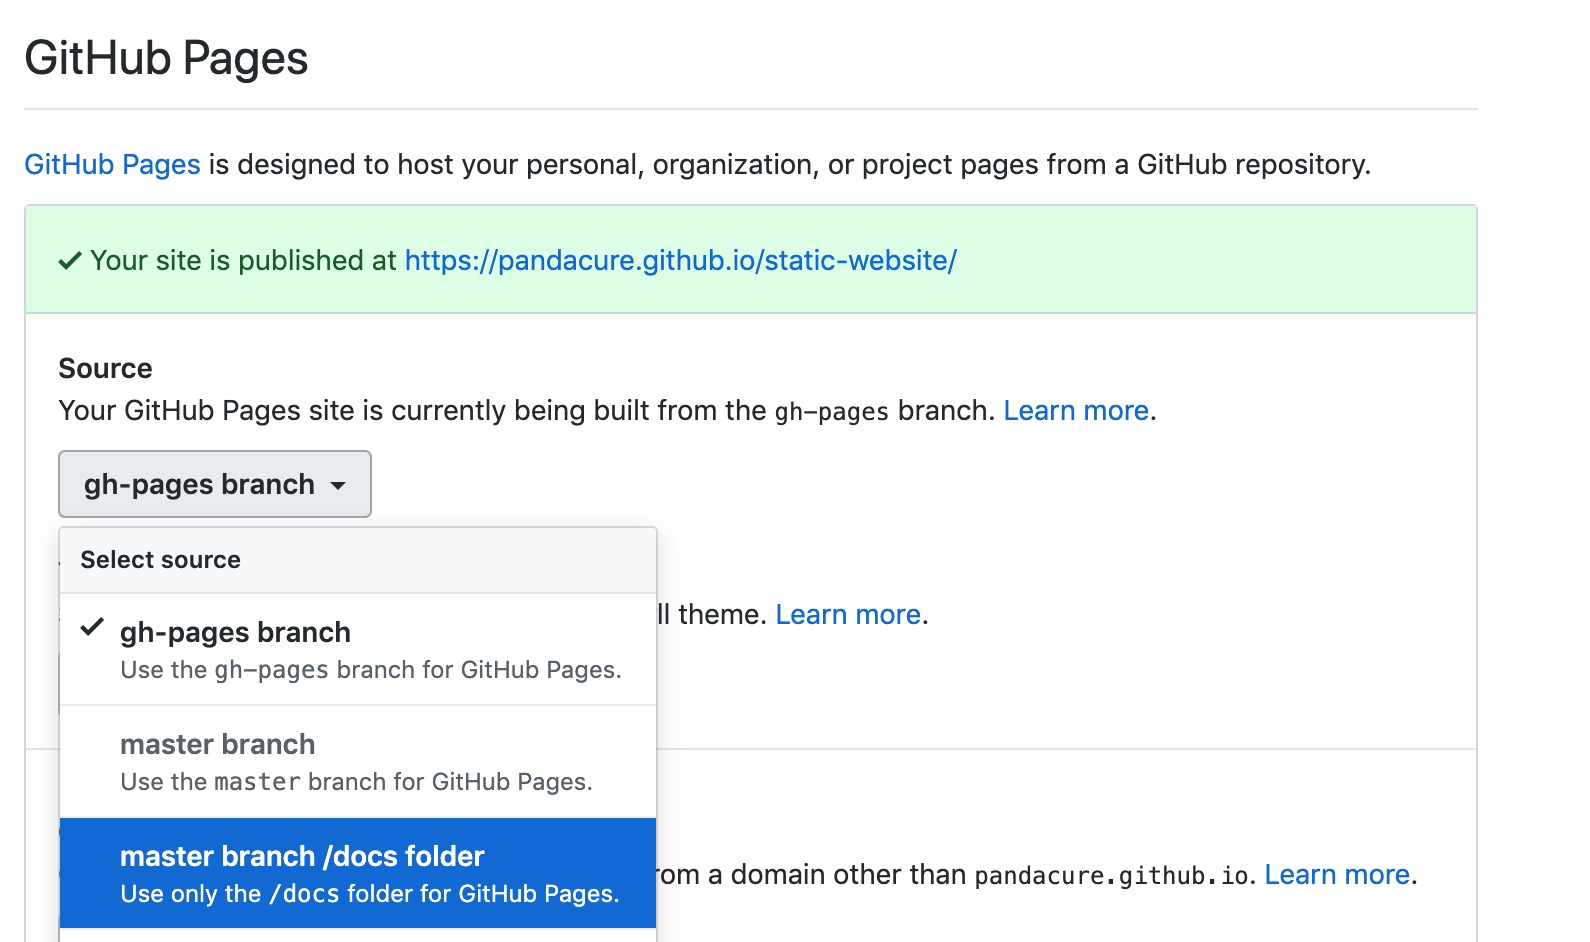 GitHub Pages
GitHub Pages is designed to host your personal, organization, or project pages from a GitHub repository.
Your site is published at https://pandacure.github.io/static-website/
Source
Your GitHub Pages site is currently being built from the gh-pages branch. Learn more.
gh-pages branch
Select source
gh-pages branch
ll theme. Learn more.
Use the gh-pages branch for GitHub Pages.
master branch
Use the master branch for GitHub Pages.
master branch /docs folder
om a domain other than pandacure.github.io. Learn more.
Use only the /docs folder for GitHub Pages.